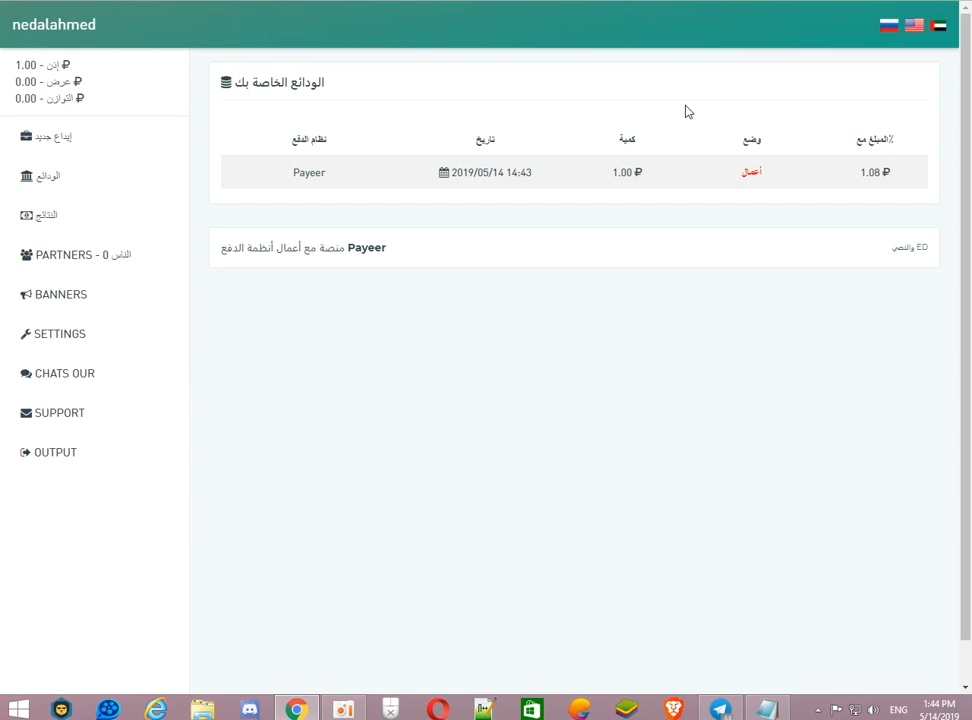 nedalahmed
إذن - 1.00 ₽
عرض - 0.00 ₽
التوازن - 0.00 ₽
إيداع جديد
الودائع
النتائج
PARTNERS - 0 الناس
BANNERS
SETTINGS
CHATS OUR
SUPPORT
OUTPUT
الودائع الخاصة بك
نظام الدفع تاريخ كمية وضع ٪المبلغ مع
Payeer 2019/05/14 14:43 1.00 ₽ أعمال 1.08 ₽
منصة مع أعمال أنظمة الدفع Payeer
ED والنصي
ENG
1:44 PM
5/14/2019